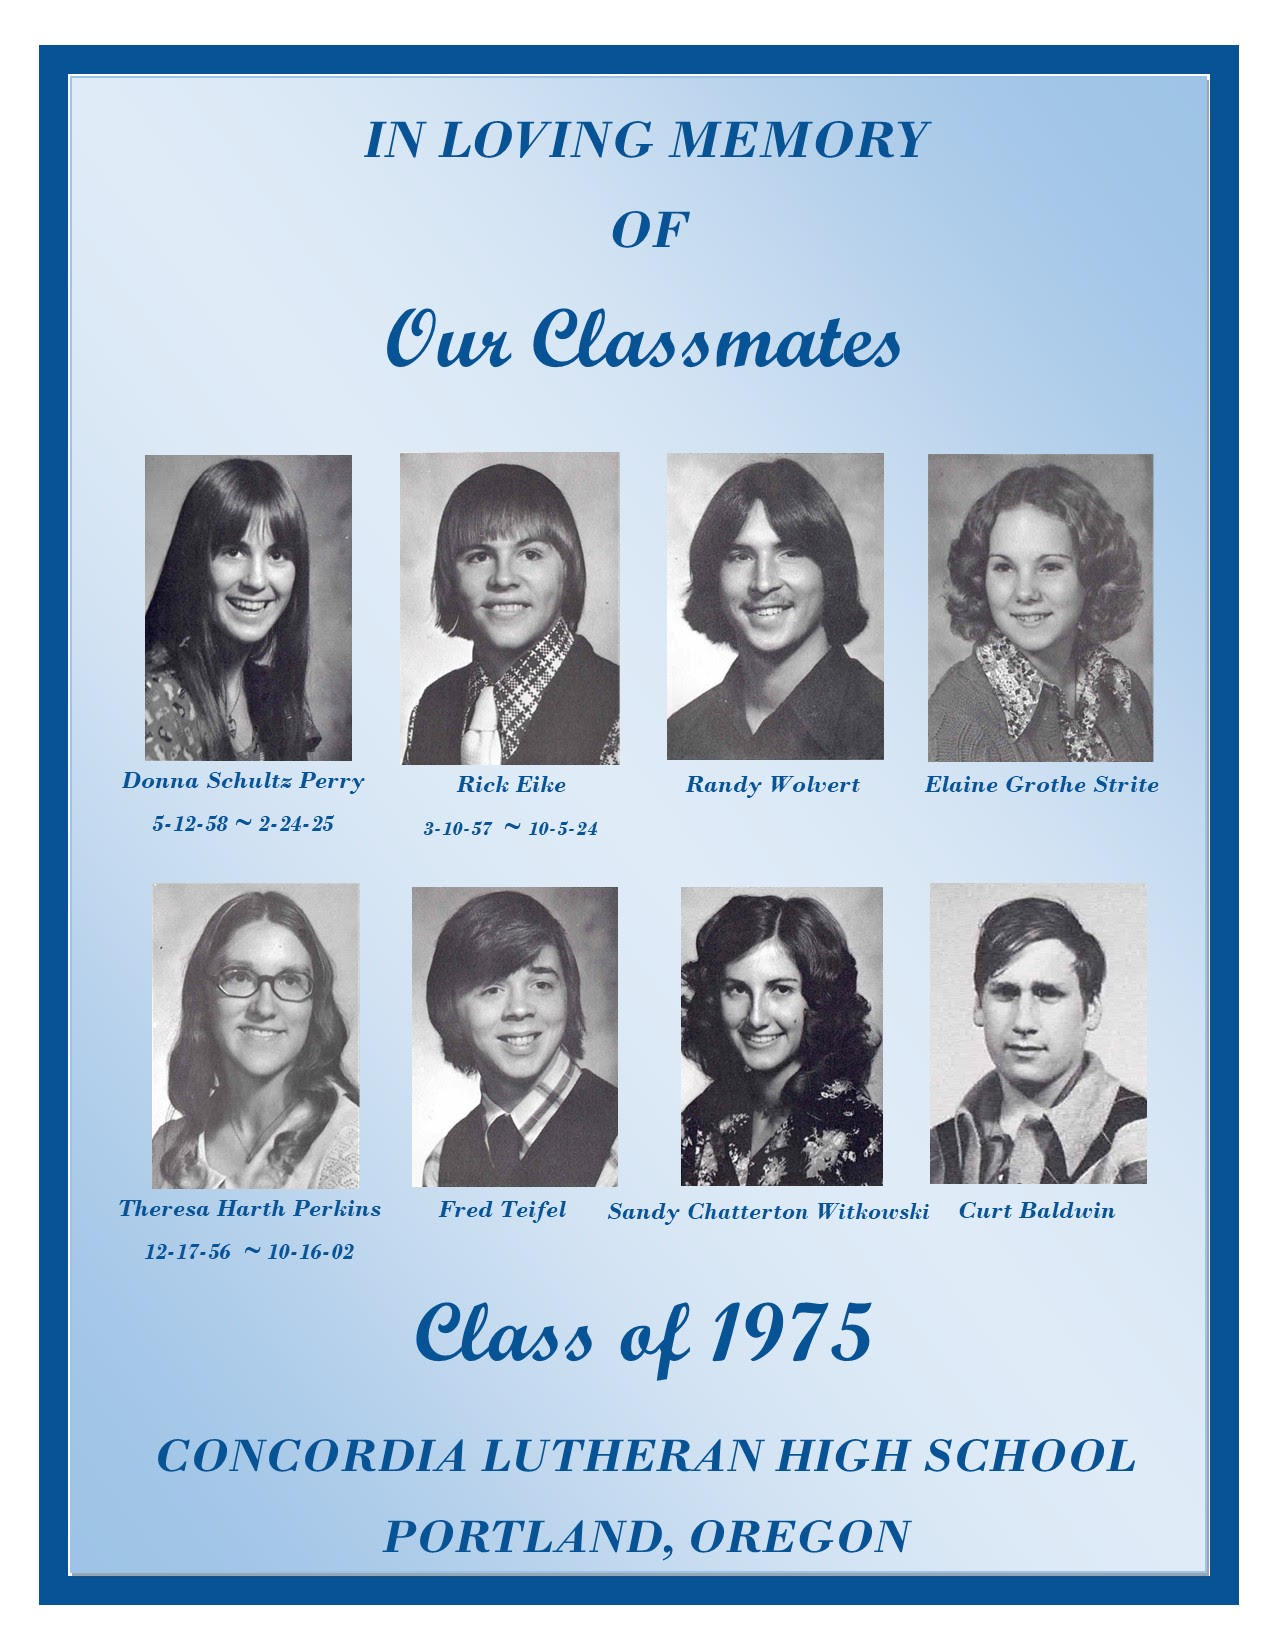 IN LOVING MEMORY
OF
Our Classmates
Donna Schultz Perry
5-12-58 ~ 2-24-25
Rick Eike
3-10-57 ~ 10-5-24
Randy Wolvert
Elaine Grothe Strite
Theresa Harth Perkins
12-17-56 ~ 10-16-02
Fred Teifel
Sandy Chatterton Witkowski
Curt Baldwin
Class of 1975
CONCORDIA LUTHERAN HIGH SCHOOL
PORTLAND, OREGON